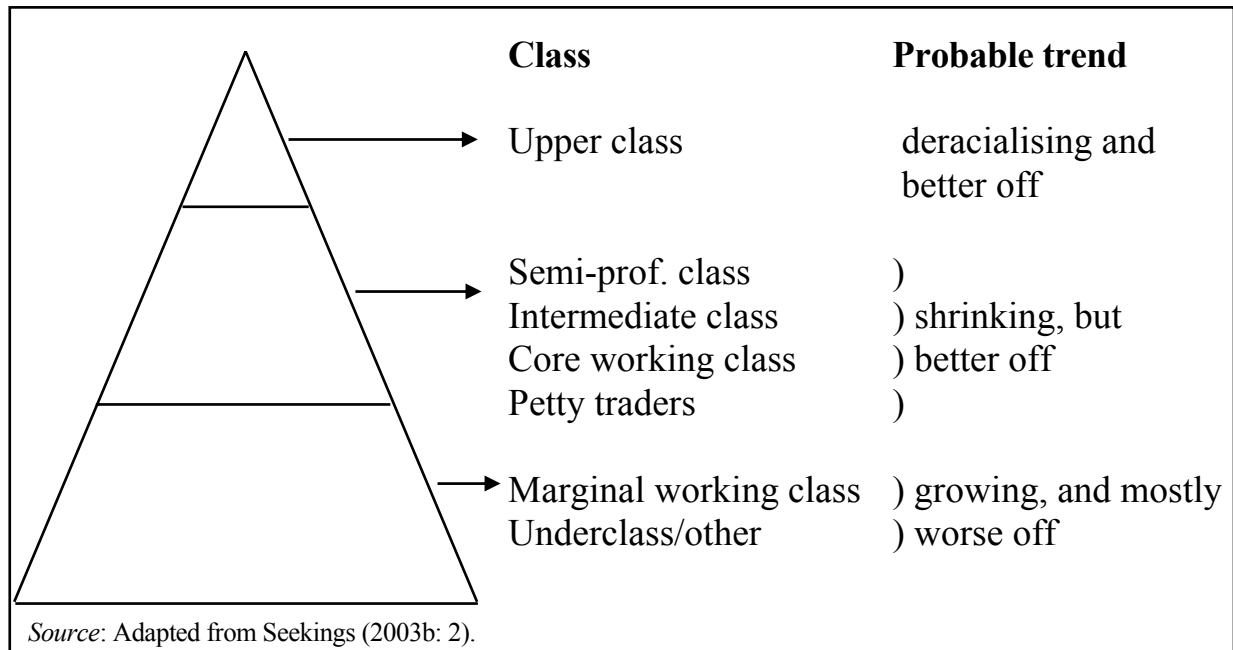 Class Probable trend
Upper class deracialising and
better off
Semi-prof. class )
Intermediate class ) shrinking, but
Core working class ) better off
Petty traders )
Marginal working class ) growing, and mostly
Underclass/other ) worse off
Source: Adapted from Seekings (2003b: 2).